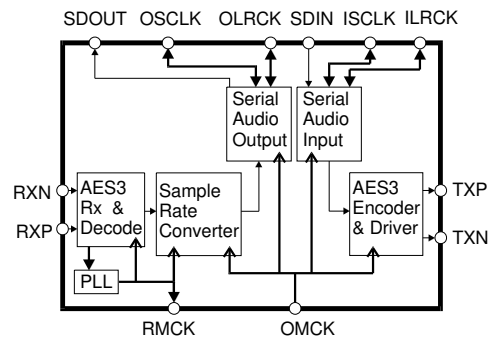 SDOUT OSCLK OLRCK SDIN ISCLK ILRCK
Serial
Audio
Output
Serial
Audio
Input
RXN
RXP
AES3
Rx &
Decode
Sample
Rate
Converter
AES3
Encoder
& Driver
TXP
TXN
PLL
RMCK
OMCK